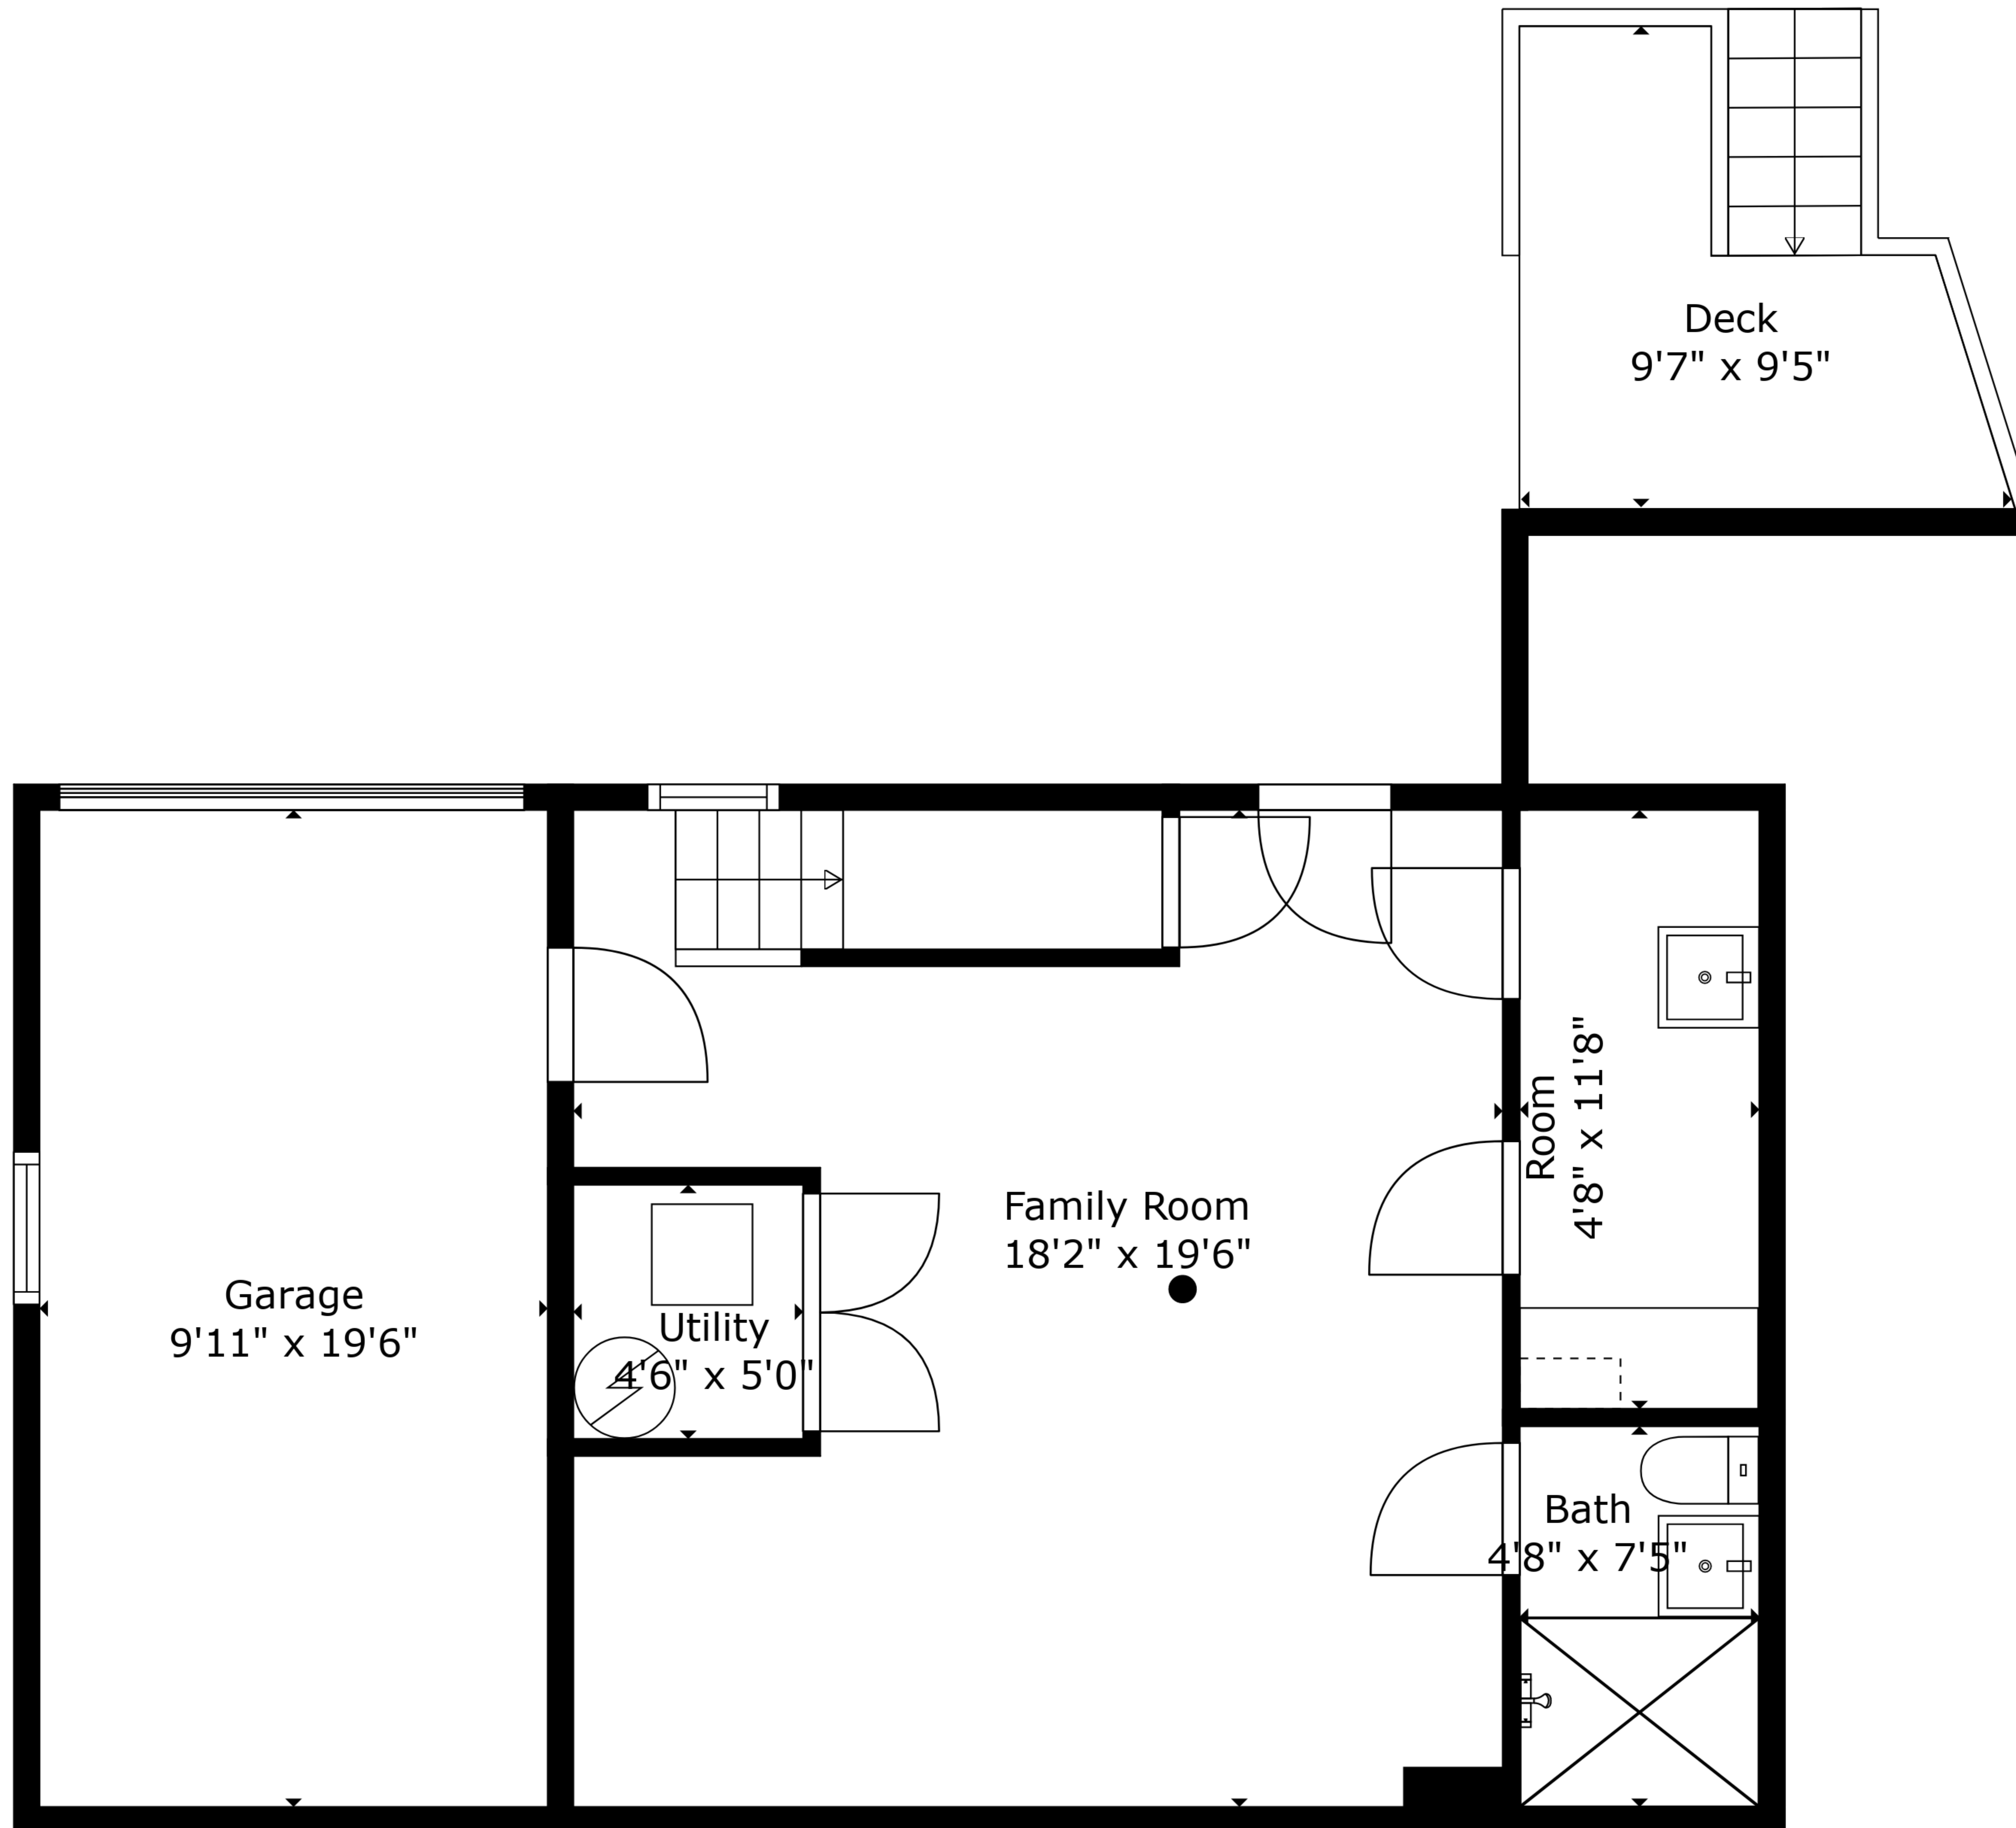 Deck
9'7" x 9'5"
Room
4'8" x 11'8"
Family Room
18'2" x 19'6"
Garage
9'11" x 19'6"
Utility
4'6" x 5'0"
Bath
4'8" x 7'5"